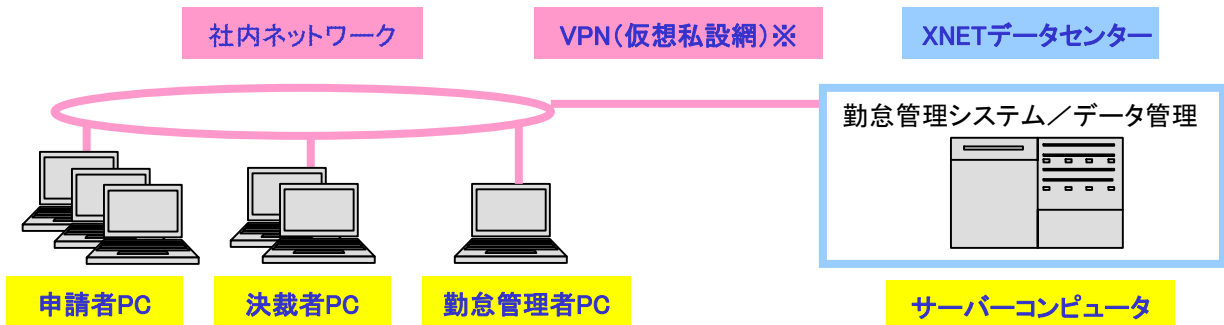 社内ネットワーク
VPN（仮想私設網）※
XNETデータセンター
勤怠管理システム／データ管理
申請者PC
決裁者PC
勤怠管理者PC
サーバーコンピュータ